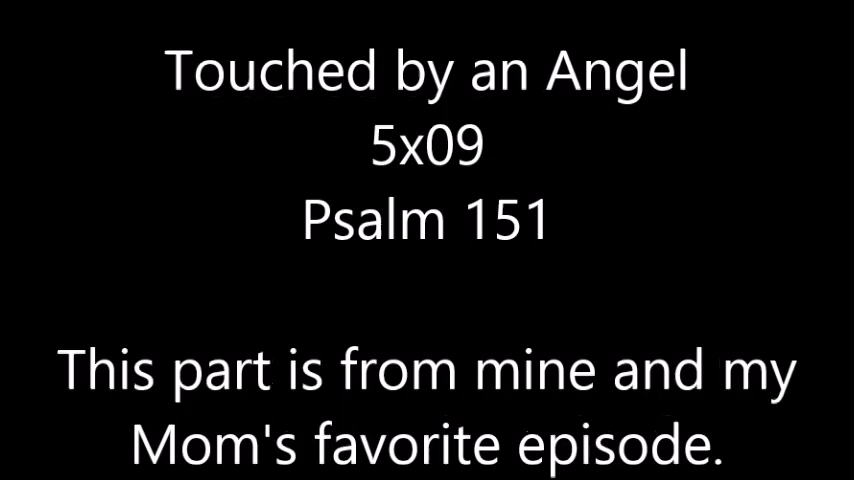 Touched by an Angel
5x09
Psalm 151
This part is from mine and my
Mom's favorite episode.